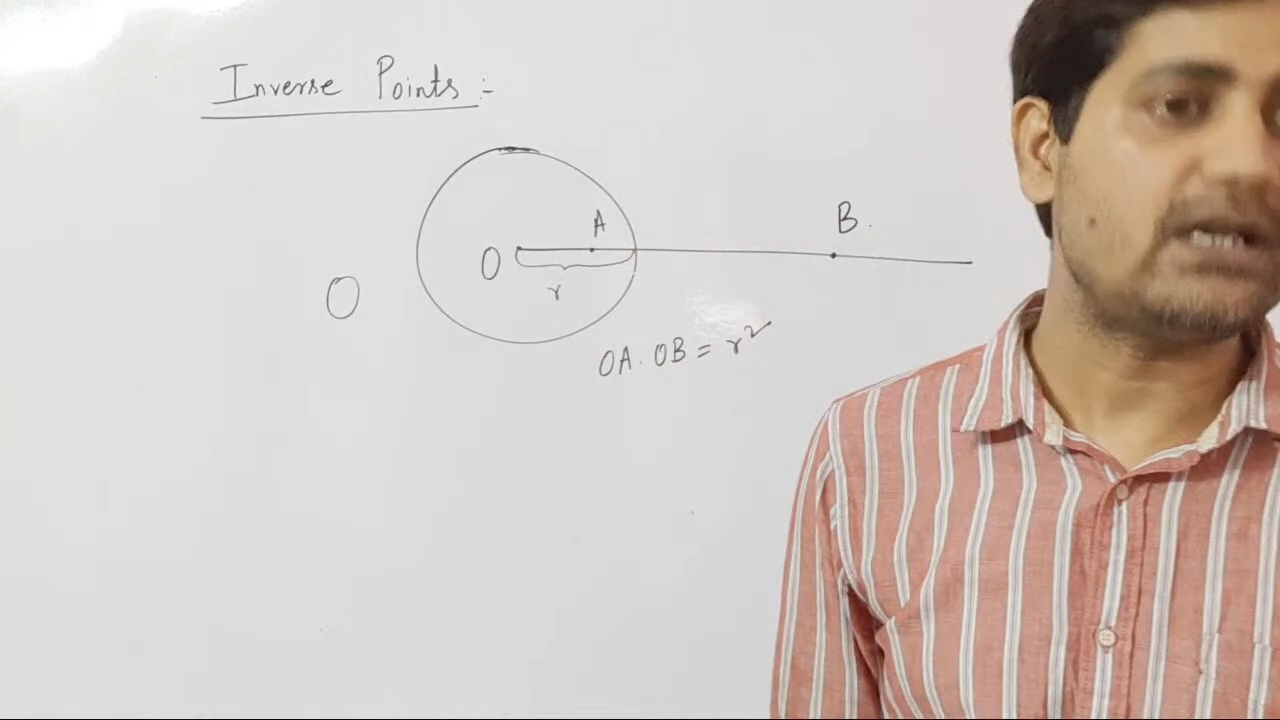 Inverse Points :-
A
B.
O
r
O
OA. OB = r²